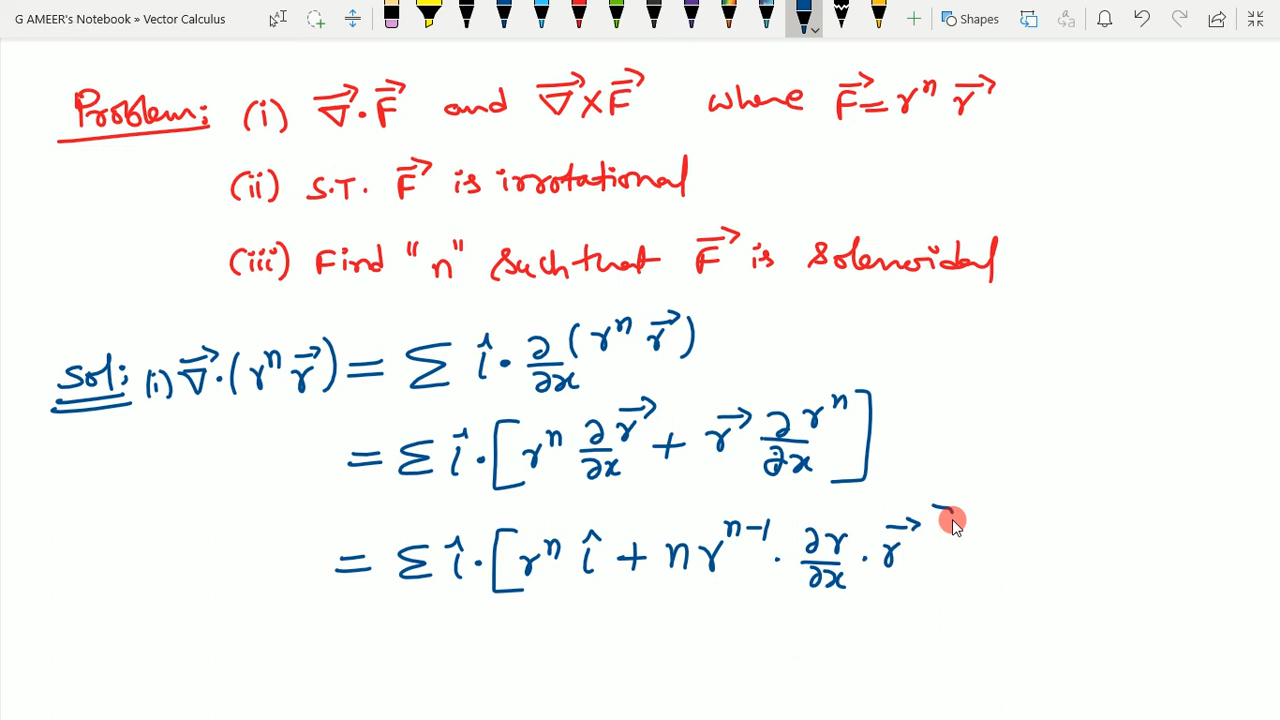 G AMEER's Notebook » Vector Calculus
Shapes
Problem: (i) ∇⃗·F⃗ and ∇⃗×F⃗ where F⃗ = rⁿ r⃗
(ii) S.T. F⃗ is irrotational
(iii) Find "n" such that F⃗ is solenoidal
Sol: (i) ∇⃗·(rⁿ r⃗) = Σ î · ∂/∂x (rⁿ r⃗)
= Σ î · [rⁿ ∂r⃗/∂x + r⃗ ∂rⁿ/∂x]
= Σ î · [rⁿ î + n rⁿ⁻¹ · ∂r/∂x · r⃗